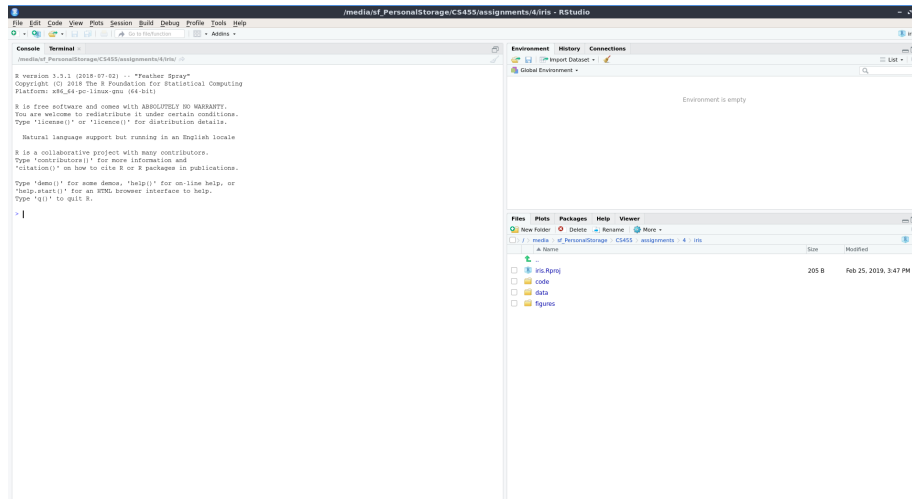 /media/sf_PersonalStorage/CS455/assignments/4/iris - RStudio
File Edit Code View Plots Session Build Debug Profile Tools Help
Go to file/function Addins
Console Terminal
/media/sf_PersonalStorage/CS455/assignments/4/iris/
R version 3.5.1 (2018-07-02) -- "Feather Spray"
Copyright (C) 2018 The R Foundation for Statistical Computing
Platform: x86_64-pc-linux-gnu (64-bit)
R is free software and comes with ABSOLUTELY NO WARRANTY.
You are welcome to redistribute it under certain conditions.
Type 'license()' or 'licence()' for distribution details.
Natural language support but running in an English locale
R is a collaborative project with many contributors.
Type 'contributors()' for more information and
'citation()' on how to cite R or R packages in publications.
Type 'demo()' for some demos, 'help()' for on-line help, or
'help.start()' for an HTML browser interface to help.
Type 'q()' to quit R.
>
Environment History Connections
Import Dataset List
Global Environment
Environment is empty
Files Plots Packages Help Viewer
New Folder Delete Rename More
/ media sf_PersonalStorage CS455 assignments 4 iris
Name Size Modified
..
iris.Rproj 205 B Feb 25, 2019, 3:47 PM
code
data
figures